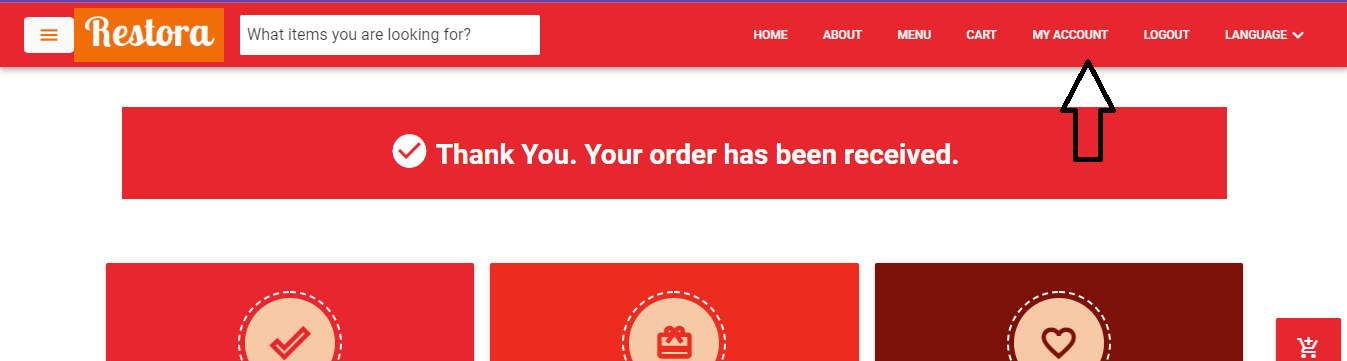 Restora
What items you are looking for?
HOME ABOUT MENU CART MY ACCOUNT LOGOUT LANGUAGE
Thank You. Your order has been received.